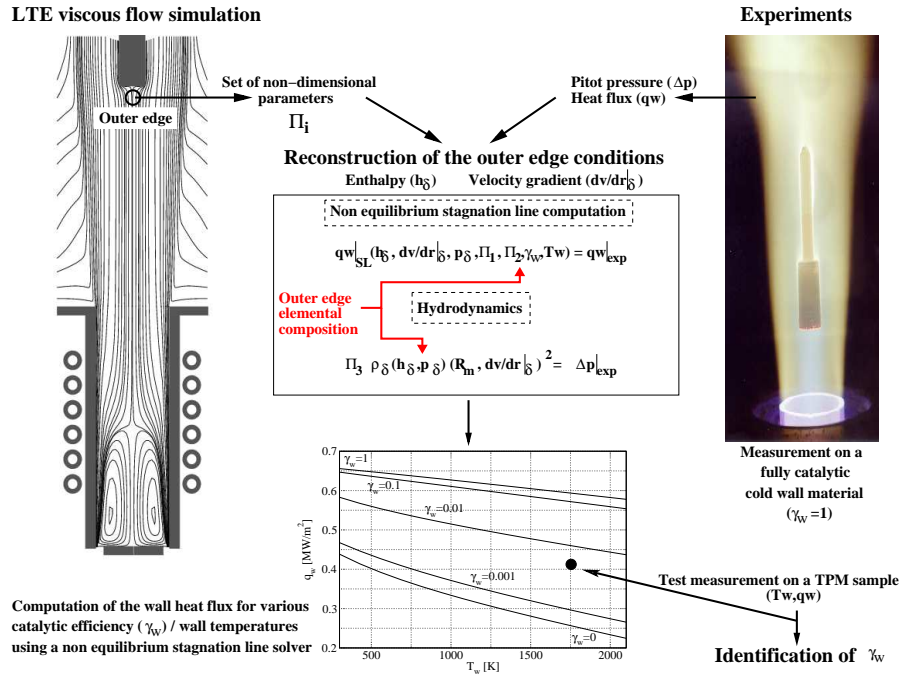 LTE viscous flow simulation
Experiments
Outer edge
Set of non−dimensional
parameters
Πi
Pitot pressure (Δp)
Heat flux (qw)
Reconstruction of the outer edge conditions
Enthalpy (hδ) Velocity gradient (dv/dr|δ)
Non equilibrium stagnation line computation
qw|SL(hδ, dv/dr|δ, pδ, Π1, Π2, γw, Tw) = qw|exp
Outer edge
elemental
composition
Hydrodynamics
Π3 ρδ(hδ, pδ) (Rm, dv/dr|δ)2 = Δp|exp
Measurement on a
fully catalytic
cold wall material
(γw=1)
0.7
0.6
0.5
0.4
0.3
0.2
qw [MW/m2]
γw=1
γw=0.1
γw=0.01
γw=0.001
γw=0
500
1000
1500
2000
Tw [K]
Test measurement on a TPM sample
(Tw,qw)
Identification of γw
Computation of the wall heat flux for various
catalytic efficiency (γw) / wall temperatures
using a non equilibrium stagnation line solver